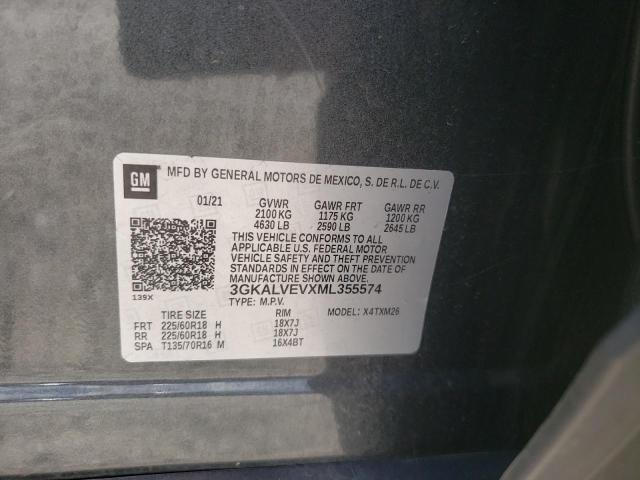 GM
MFD BY GENERAL MOTORS DE MEXICO, S. DE R.L. DE C.V.
01/21 GVWR GAWR FRT GAWR RR
2100 KG 1175 KG 1200 KG
4630 LB 2590 LB 2645 LB
THIS VEHICLE CONFORMS TO ALL
APPLICABLE U.S. FEDERAL MOTOR
VEHICLE SAFETY AND THEFT PREVENTION
STANDARDS IN EFFECT ON THE DATE OF
MANUFACTURE SHOWN ABOVE.
139X 3GKALVEVXML355574
TYPE: M.P.V. MODEL: X4TXM26
TIRE SIZE RIM
FRT 225/60R18 H 18X7J
RR 225/60R18 H 18X7J
SPA T135/70R16 M 16X4BT